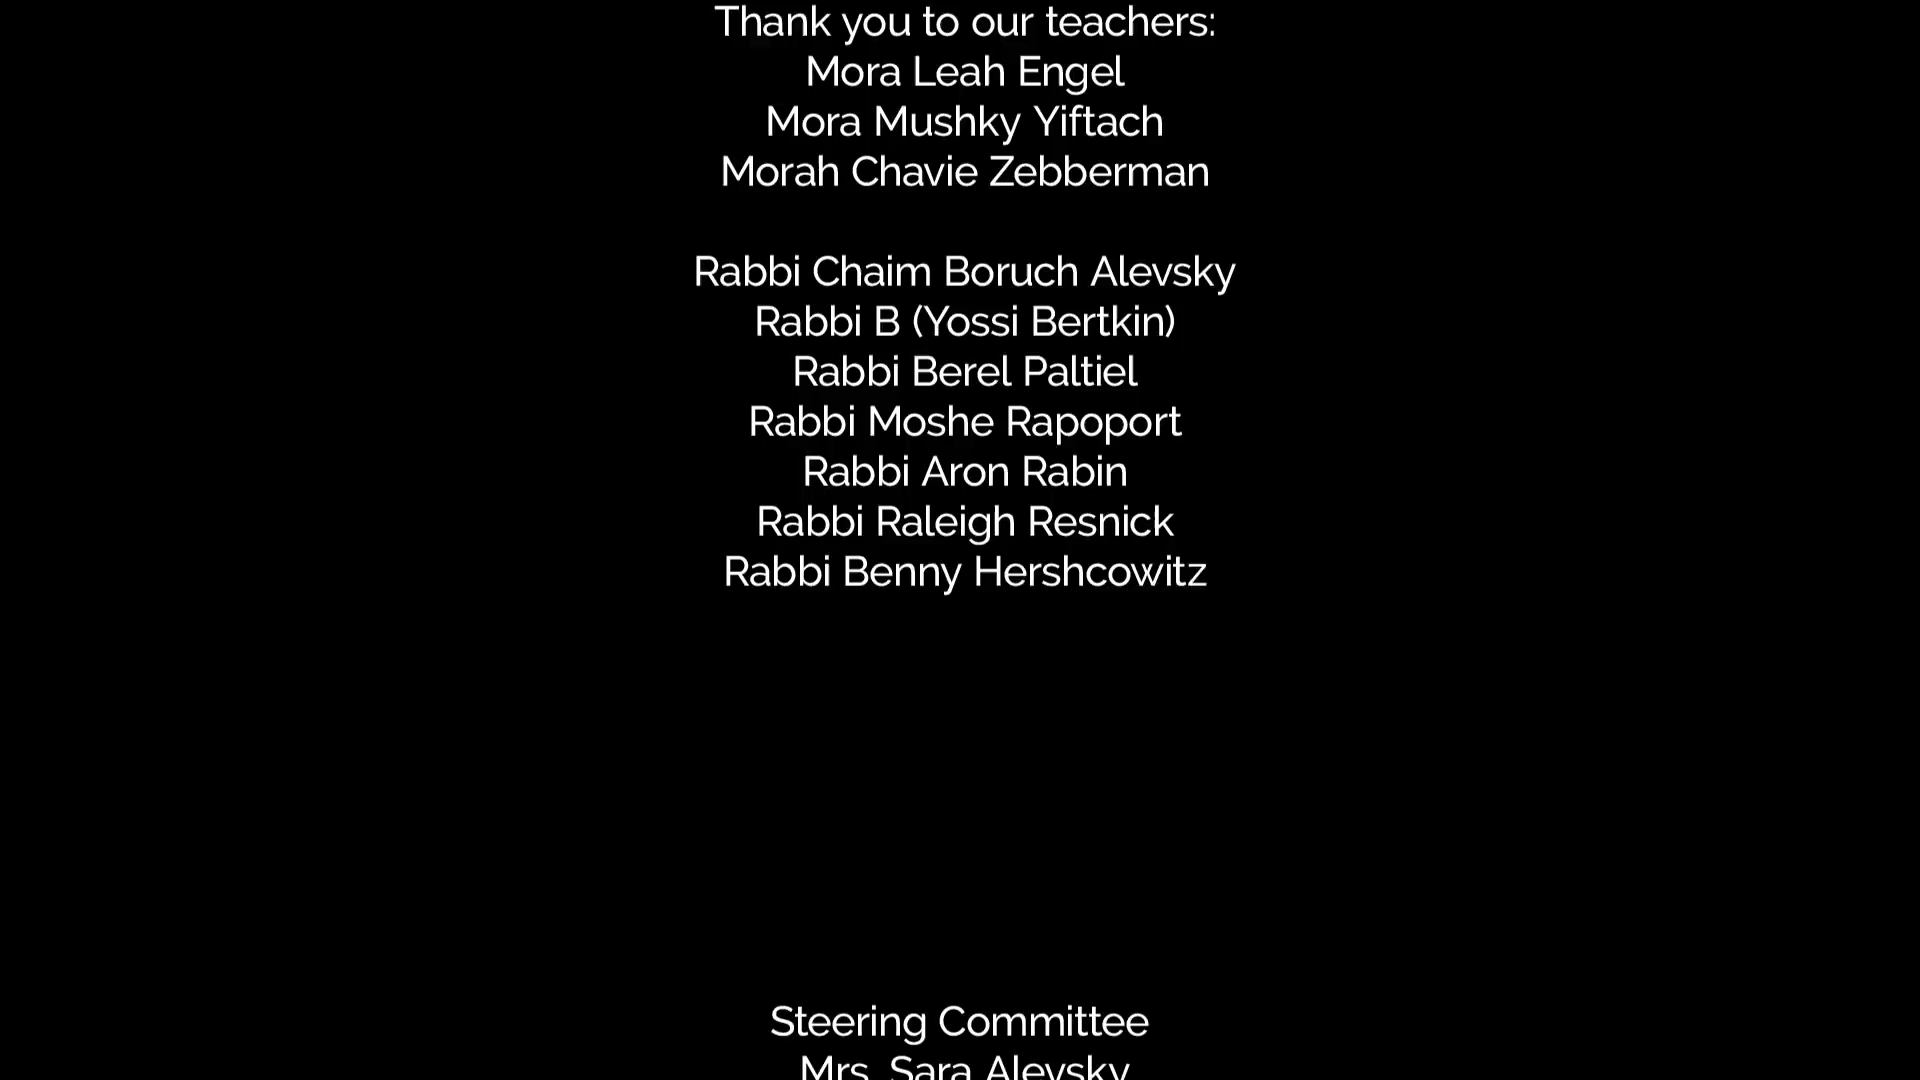 Thank you to our teachers:
Mora Leah Engel
Mora Mushky Yiftach
Morah Chavie Zebberman
Rabbi Chaim Boruch Alevsky
Rabbi B (Yossi Bertkin)
Rabbi Berel Paltiel
Rabbi Moshe Rapoport
Rabbi Aron Rabin
Rabbi Raleigh Resnick
Rabbi Benny Hershcowitz
Steering Committee
Mrs. Sara Alevsky